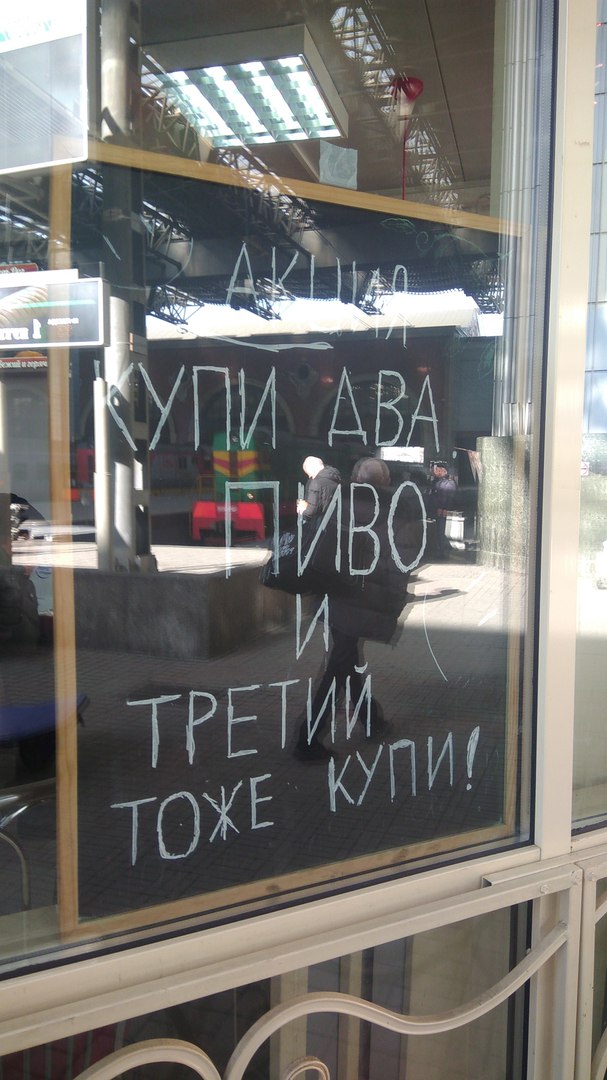 АКЦИЯ
КУПИ ДВА
ПИВО
И
ТРЕТИЙ
ТОЖЕ КУПИ!